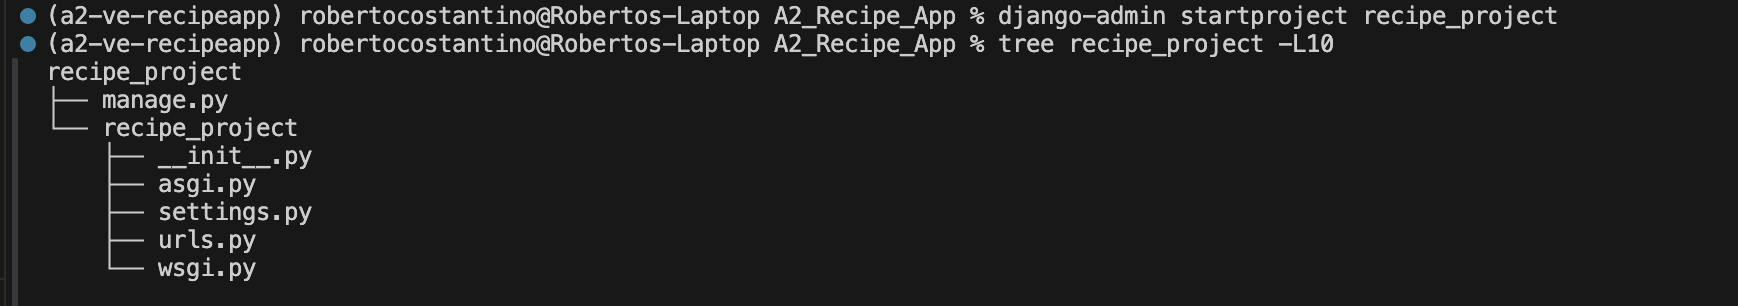 (a2-ve-recipeapp) robertocostantino@Robertos-Laptop A2_Recipe_App % django-admin startproject recipe_project
(a2-ve-recipeapp) robertocostantino@Robertos-Laptop A2_Recipe_App % tree recipe_project -L10
recipe_project
├── manage.py
└── recipe_project
    ├── __init__.py
    ├── asgi.py
    ├── settings.py
    ├── urls.py
    └── wsgi.py